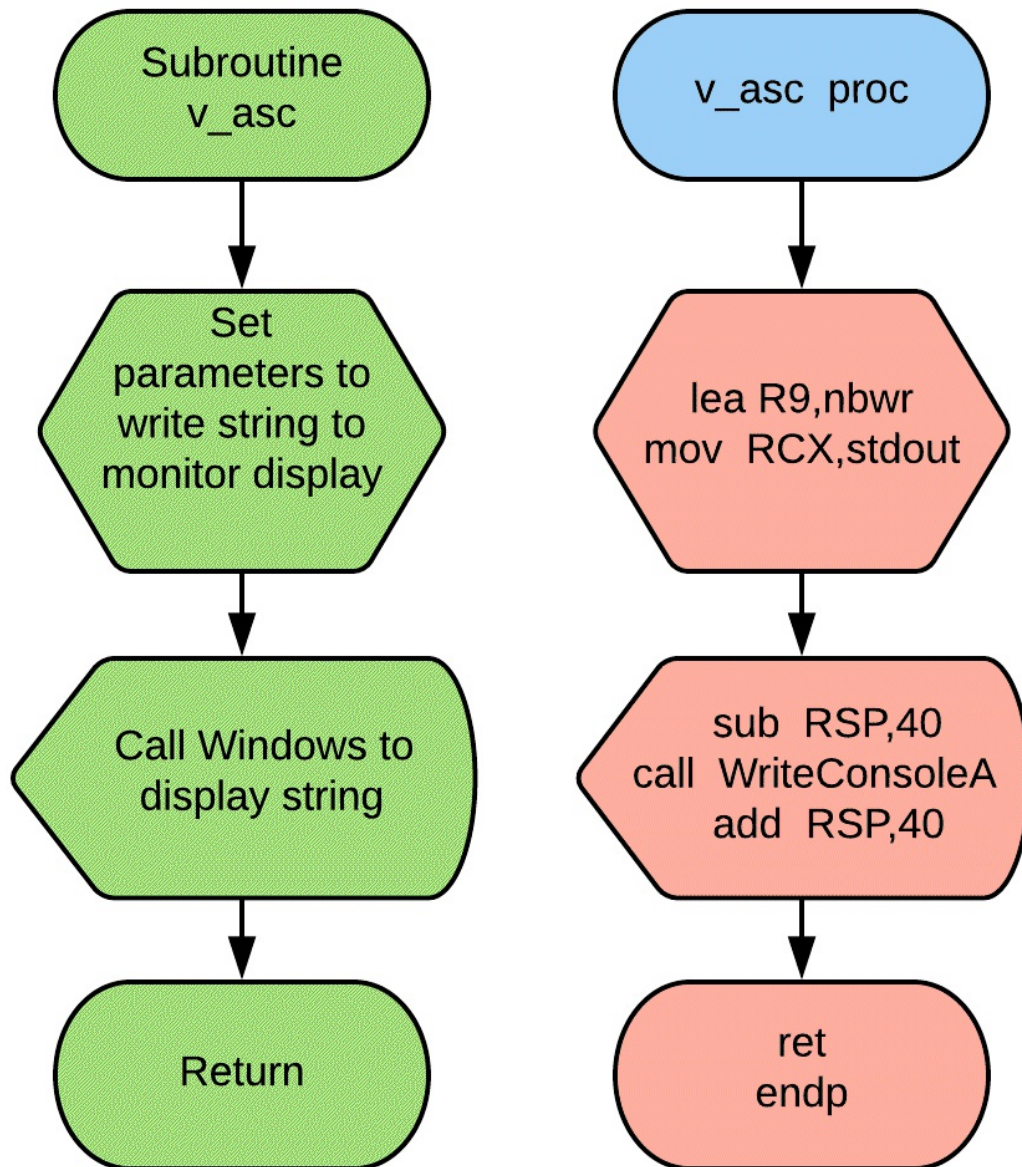 Subroutine
v_asc
Set
parameters to
write string to
monitor display
Call Windows to
display string
Return
v_asc proc
lea R9,nbwr
mov RCX,stdout
sub RSP,40
call WriteConsoleA
add RSP,40
ret
endp